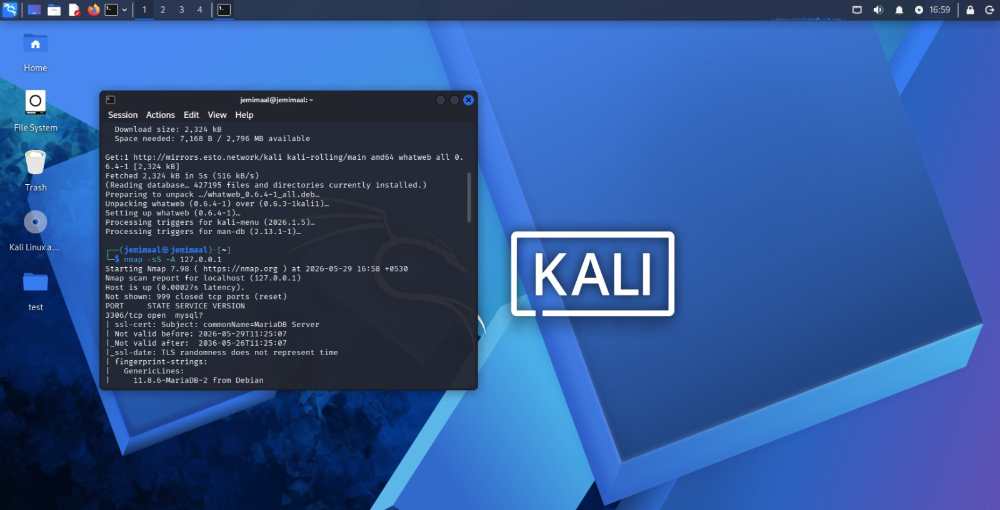 1 2 3 4 16:59
Home
File System
Trash
Kali Linux a...
test
jemimaal@jemimaal: ~
Session Actions Edit View Help
Download size: 2,324 kB
Space needed: 7,168 B / 2,796 MB available
Get:1 http://mirrors.esto.network/kali kali-rolling/main amd64 whatweb all 0.
6.4-1 [2,324 kB]
Fetched 2,324 kB in 5s (516 kB/s)
(Reading database… 427195 files and directories currently installed.)
Preparing to unpack …/whatweb_0.6.4-1_all.deb…
Unpacking whatweb (0.6.4-1) over (0.6.3-1kali1)…
Setting up whatweb (0.6.4-1)…
Processing triggers for kali-menu (2026.1.5)…
Processing triggers for man-db (2.13.1-1)…
┌──(jemimaal㉿jemimaal)-[~]
└─$ nmap -sS -A 127.0.0.1
Starting Nmap 7.98 ( https://nmap.org ) at 2026-05-29 16:58 +0530
Nmap scan report for localhost (127.0.0.1)
Host is up (0.00027s latency).
Not shown: 999 closed tcp ports (reset)
PORT     STATE SERVICE VERSION
3306/tcp open  mysql?
| ssl-cert: Subject: commonName=MariaDB Server
| Not valid before: 2026-05-29T11:25:07
|_Not valid after:  2036-05-26T11:25:07
|_ssl-date: TLS randomness does not represent time
| fingerprint-strings:
|   GenericLines:
|     11.8.6-MariaDB-2 from Debian
KALI